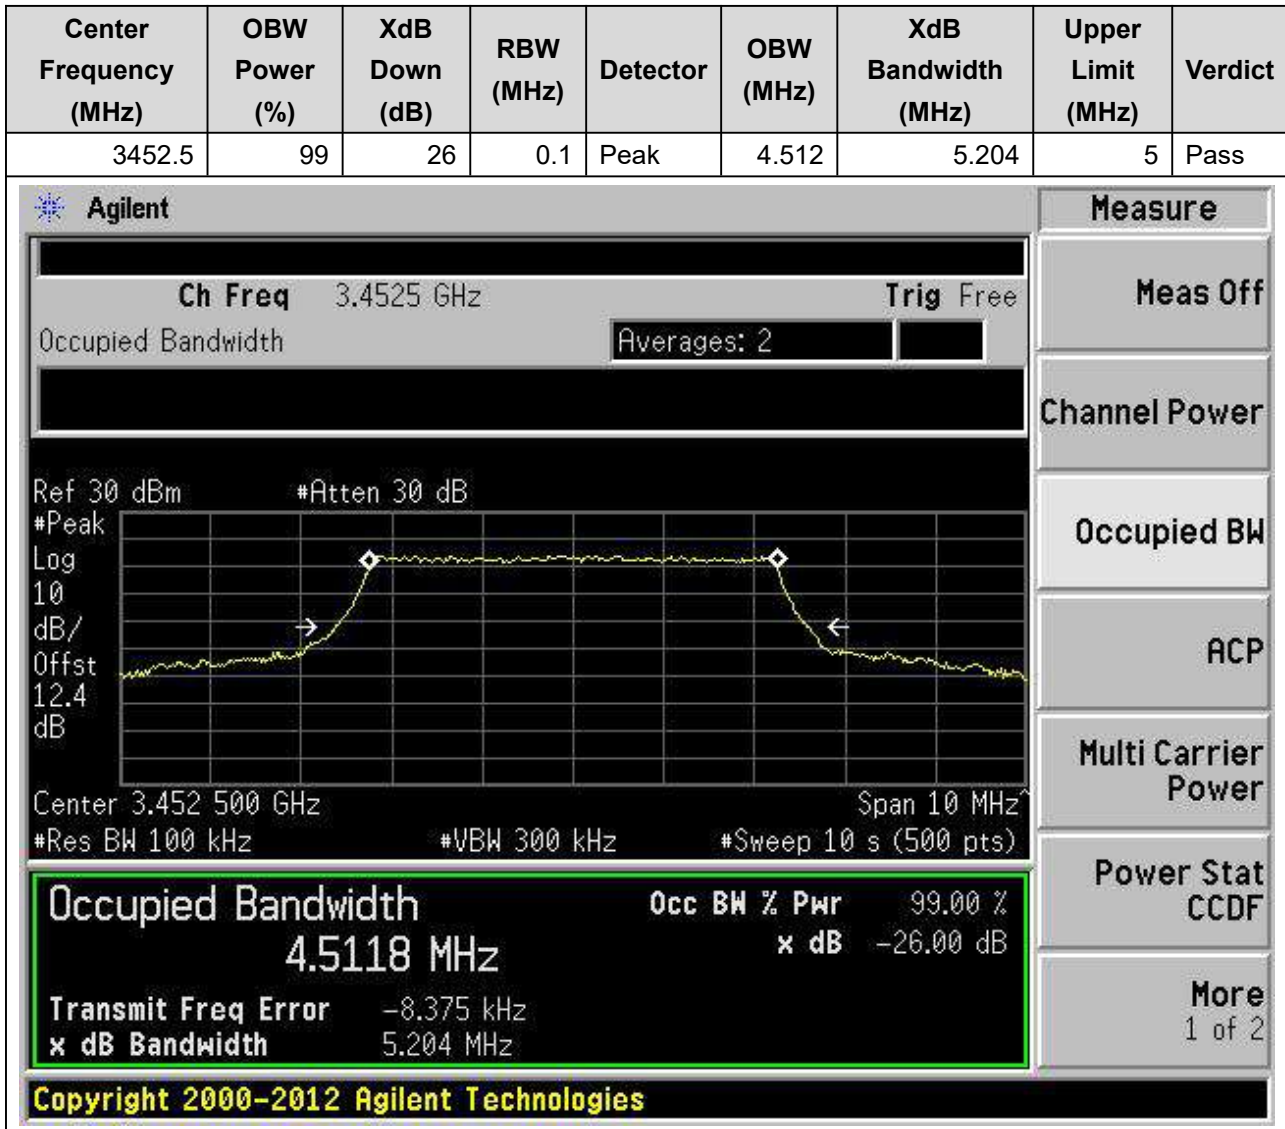 Center Frequency (MHz) OBW Power (%) XdB Down (dB) RBW (MHz) Detector OBW (MHz) XdB Bandwidth (MHz) Upper Limit (MHz) Verdict
3452.5 99 26 0.1 Peak 4.512 5.204 5 Pass
Agilent
Measure
Ch Freq 3.4525 GHz Trig Free
Meas Off
Occupied Bandwidth Averages: 2
Channel Power
Ref 30 dBm #Atten 30 dB
#Peak
Log
10
dB/
Offst
12.4
dB
Occupied BW
ACP
Multi Carrier
Power
Center 3.452 500 GHz Span 10 MHz^
#Res BW 100 kHz #VBW 300 kHz #Sweep 10 s (500 pts)
Power Stat
CCDF
Occupied Bandwidth Occ BW % Pwr 99.00 %
4.5118 MHz x dB -26.00 dB
More
1 of 2
Transmit Freq Error -8.375 kHz
x dB Bandwidth 5.204 MHz
Copyright 2000-2012 Agilent Technologies